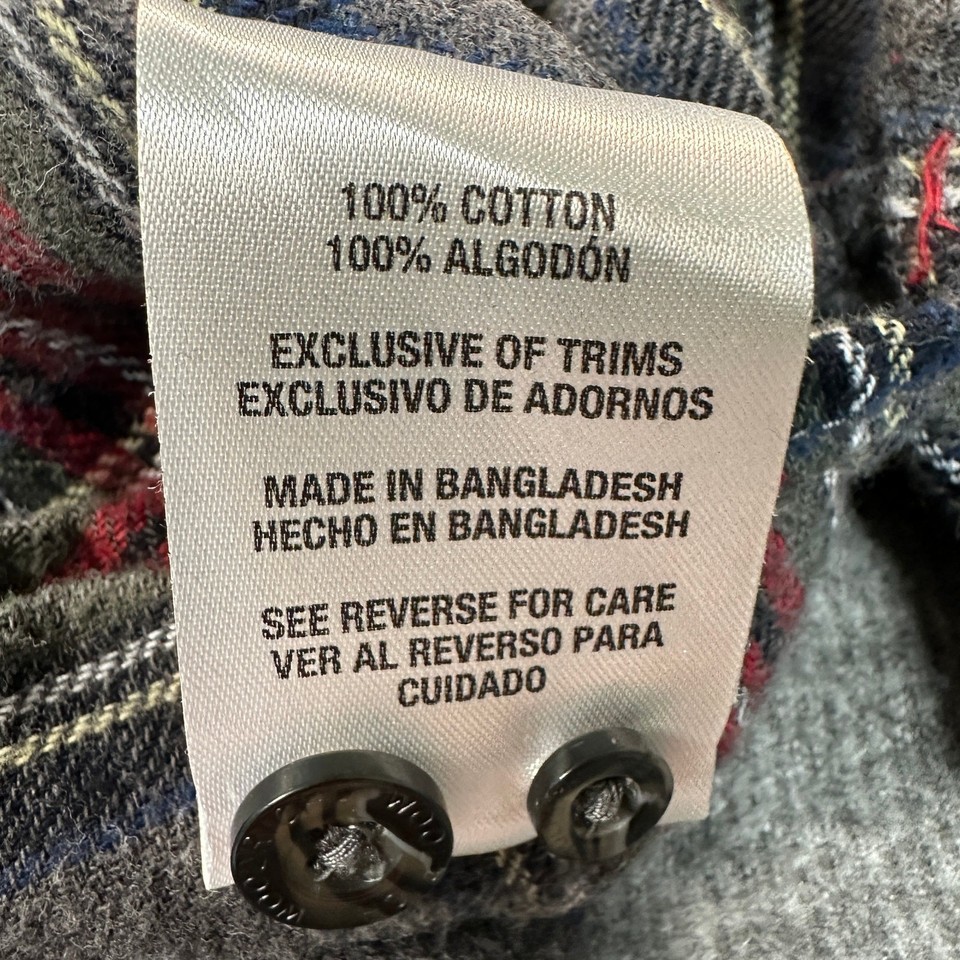 100% COTTON
100% ALGODÓN
EXCLUSIVE OF TRIMS
EXCLUSIVO DE ADORNOS
MADE IN BANGLADESH
HECHO EN BANGLADESH
SEE REVERSE FOR CARE
VER AL REVERSO PARA
CUIDADO